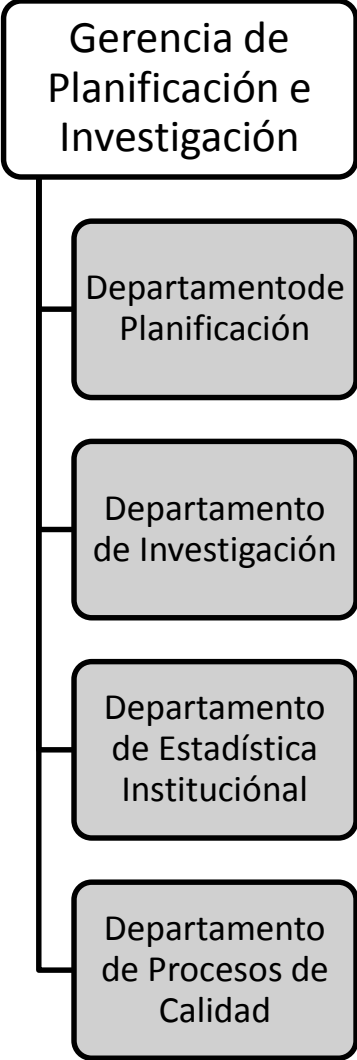 Gerencia de
Planificación e
Investigación
Departamentode
Planificación
Departamento
de Investigación
Departamento
de Estadística
Instituciónal
Departamento
de Procesos de
Calidad